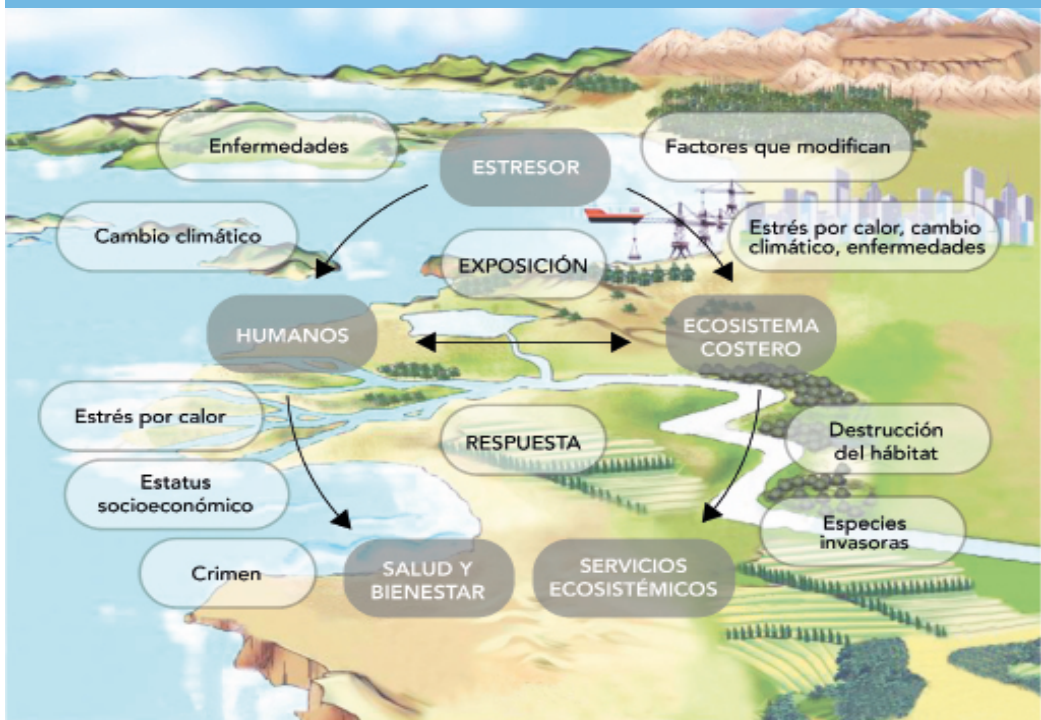 Enfermedades
ESTRESOR
Factores que modifican
Cambio climático
EXPOSICIÓN
Estrés por calor, cambio
climático, enfermedades
HUMANOS
ECOSISTEMA
COSTERO
Estrés por calor
RESPUESTA
Destrucción
del hábitat
Estatus
socioeconómico
Especies
invasoras
Crimen
SALUD Y
BIENESTAR
SERVICIOS
ECOSISTÉMICOS